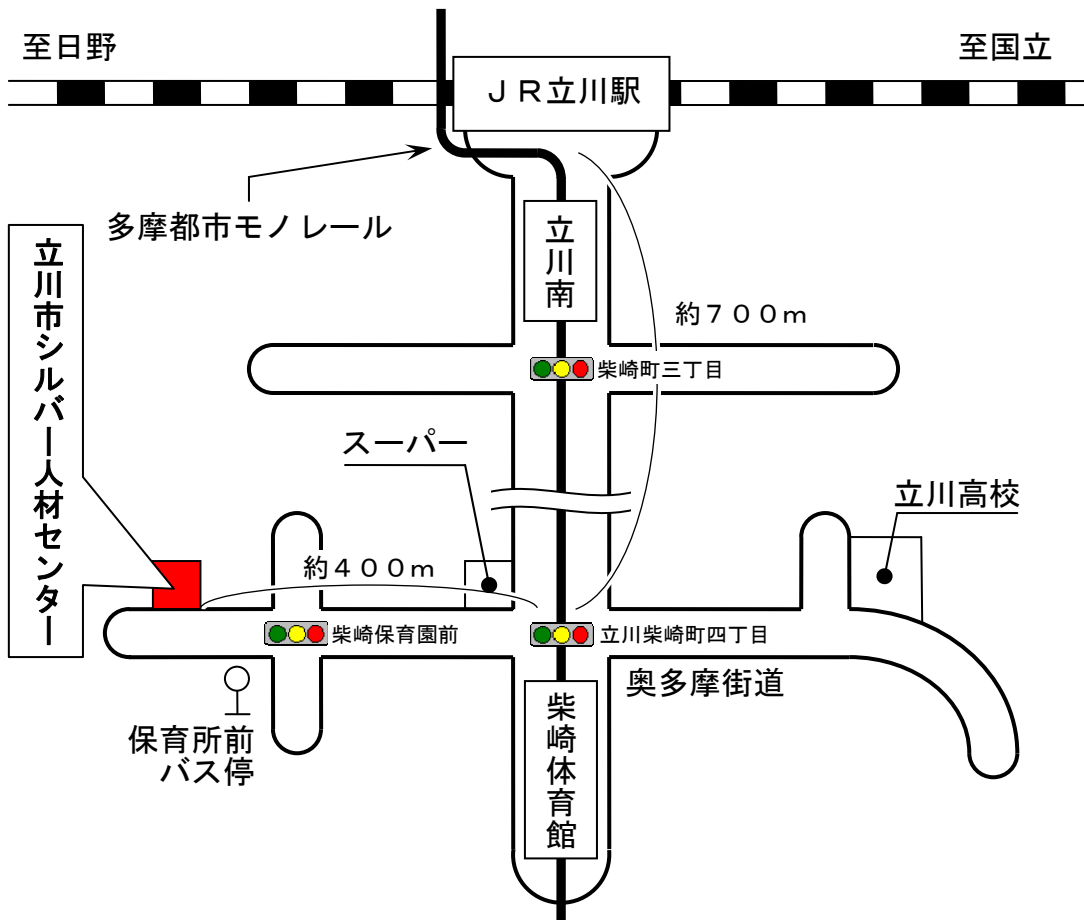 至日野
至国立
ＪＲ立川駅
多摩都市モノレール
立川南
立川市シルバー人材センター
約７００ｍ
柴崎町三丁目
スーパー
立川高校
約４００ｍ
柴崎保育園前
立川柴崎町四丁目
奥多摩街道
保育所前
バス停
柴崎体育館